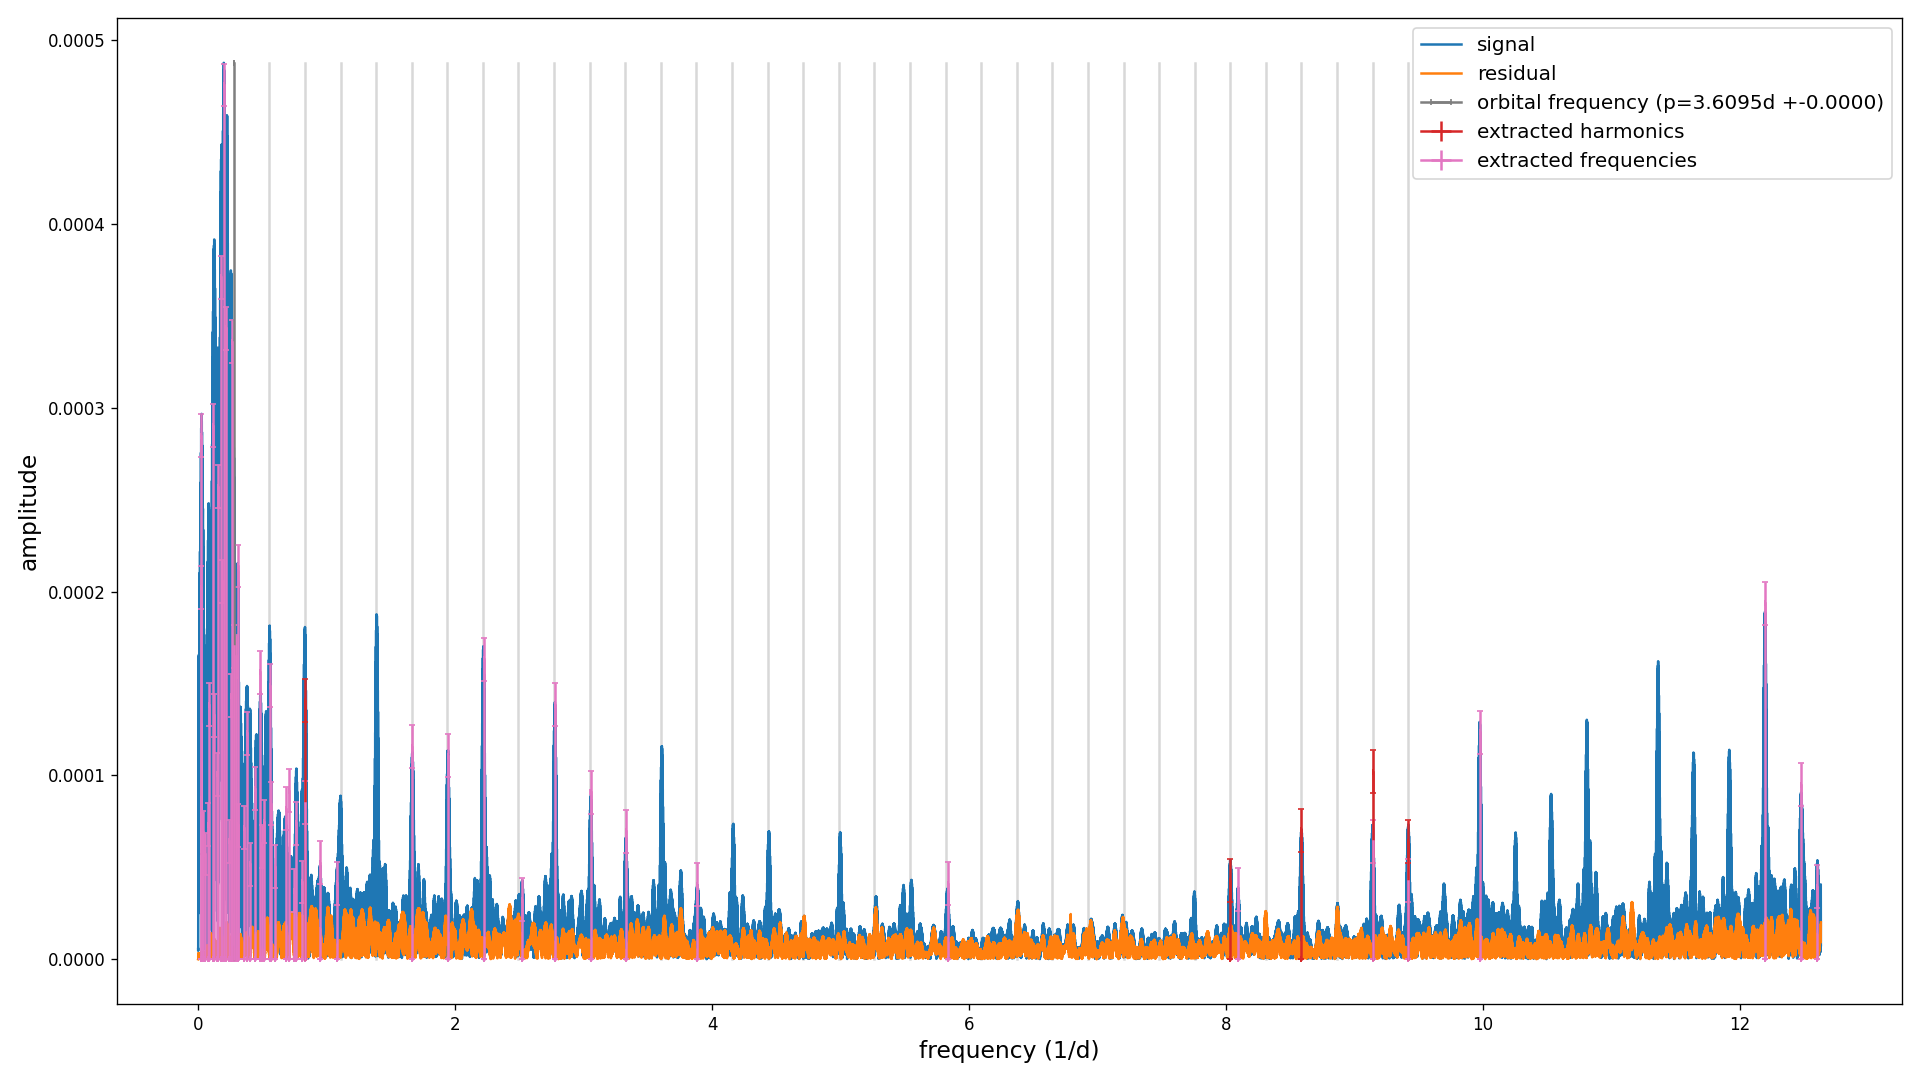 0.0005
0.0004
0.0003
0.0002
0.0001
0.0000
amplitude
0
2
4
6
8
10
12
frequency (1/d)
signal
residual
orbital frequency (p=3.6095d +-0.0000)
extracted harmonics
extracted frequencies